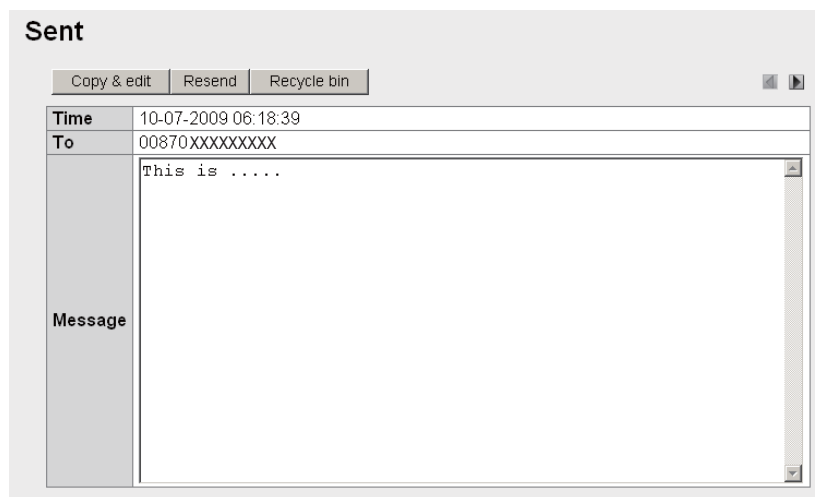 Sent
Copy & edit Resend Recycle bin
Time 10-07-2009 06:18:39
To 00870XXXXXXXXX
Message This is .....